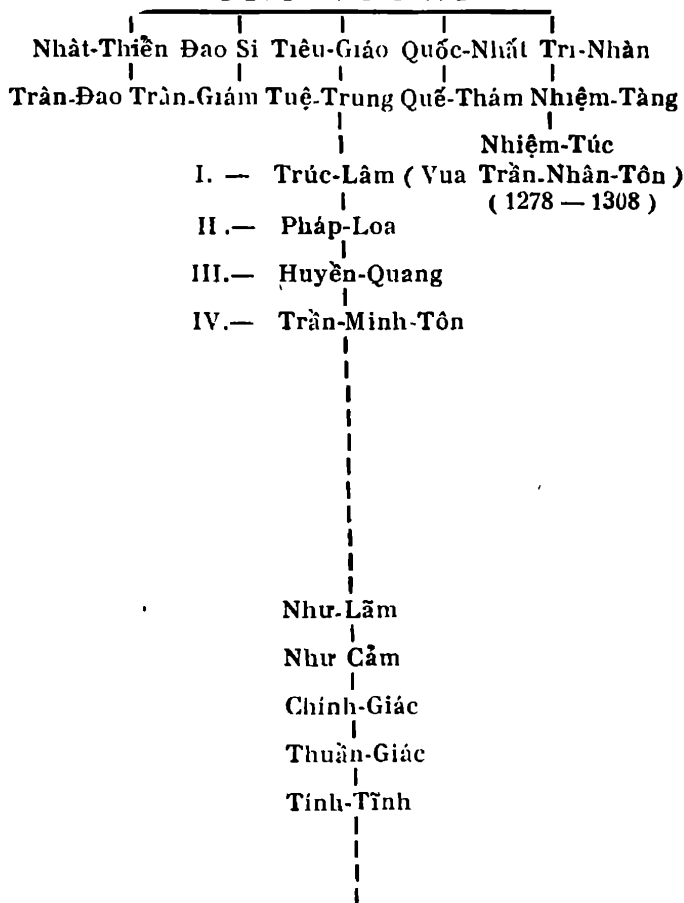 Nhât-Thiền Đao Si Tiêu-Giáo Quốc-Nhất Tri-Nhàn
Trân-Đao Tràn-Giám Tuệ-Trung Quế-Thám Nhiệm-Tàng
Nhiệm-Túc
I. — Trúc-Lâm ( Vua Trần-Nhân-Tôn )
( 1278 — 1308 )
II .— Pháp-Loa
III.— Huyền-Quang
IV.— Trần-Minh-Tôn
Như-Lãm
Như Cảm
Chính-Giác
Thuần-Giác
Tính-Tĩnh